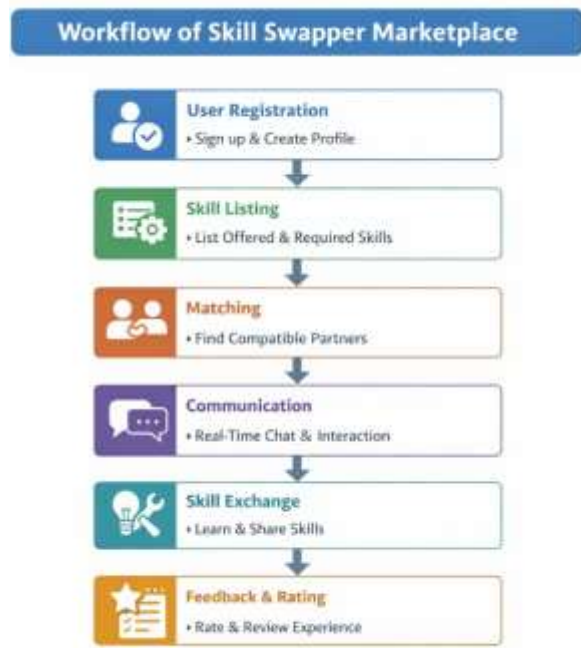 Workflow of Skill Swapper Marketplace
User Registration
• Sign up & Create Profile
Skill Listing
• List Offered & Required Skills
Matching
• Find Compatible Partners
Communication
• Real-Time Chat & Interaction
Skill Exchange
• Learn & Share Skills
Feedback & Rating
• Rate & Review Experience